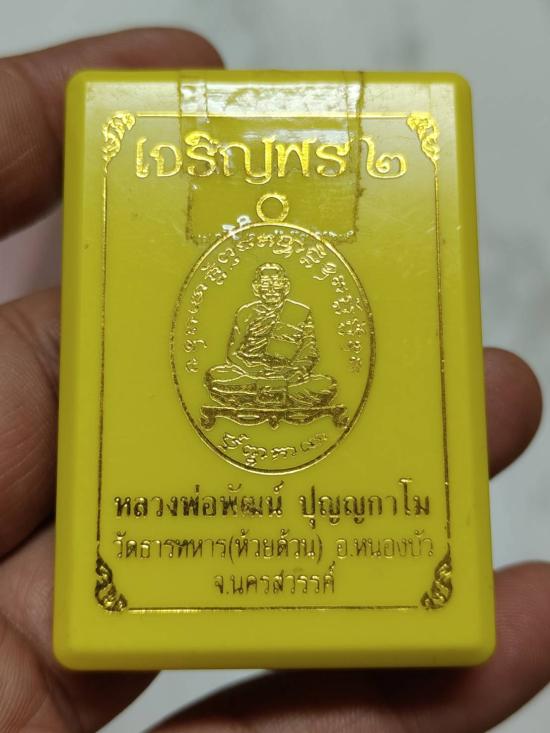 เจริญพร ๒
หลวงพ่อพัฒน์ ปุญญกาโม
วัดธารทหาร(ห้วยด้วน) อ.หนองบัว
จ.นครสวรรค์